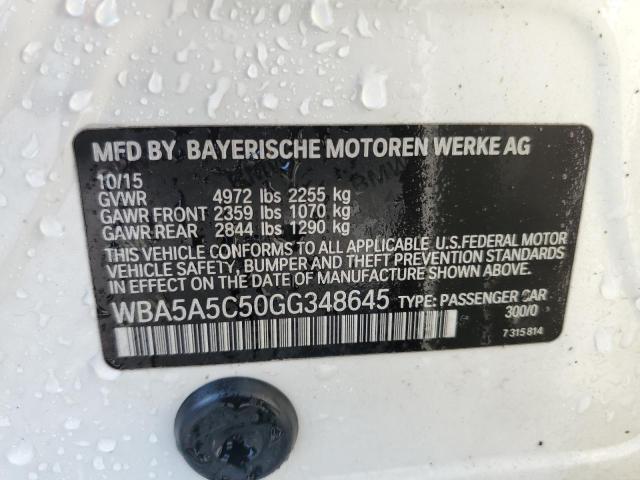 MFD BY BAYERISCHE MOTOREN WERKE AG
10/15
GVWR 4972 lbs 2255 kg
GAWR FRONT 2359 lbs 1070 kg
GAWR REAR 2844 lbs 1290 kg
THIS VEHICLE CONFORMS TO ALL APPLICABLE U.S.FEDERAL MOTOR
VEHICLE SAFETY, BUMPER AND THEFT PREVENTION STANDARDS
IN EFFECT ON THE DATE OF MANUFACTURE SHOWN ABOVE.
WBA5A5C50GG348645 TYPE: PASSENGER CAR
300/0
7315814